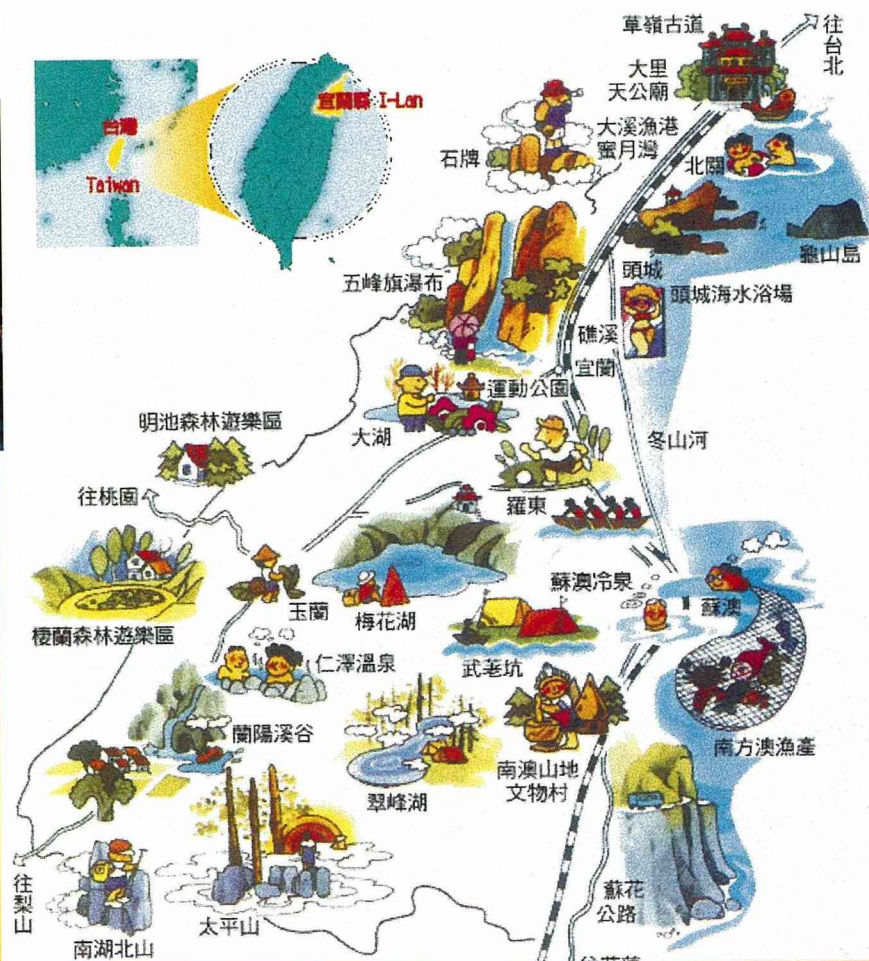 草嶺古道
往台北
大里
天公廟
台灣
Taiwan
宜蘭縣 I-Lan
石牌
大溪漁港
蜜月灣
北關
龜山島
五峰旗瀑布
頭城
頭城海水浴場
礁溪
宜蘭
運動公園
大湖
明池森林遊樂區
冬山河
往桃園
羅東
棲蘭森林遊樂區
玉蘭
梅花湖
蘇澳冷泉
蘇澳
武荖坑
仁澤溫泉
蘭陽溪谷
翠峰湖
南澳山地
文物村
南方澳漁產
往梨山
南湖北山
太平山
蘇花
公路